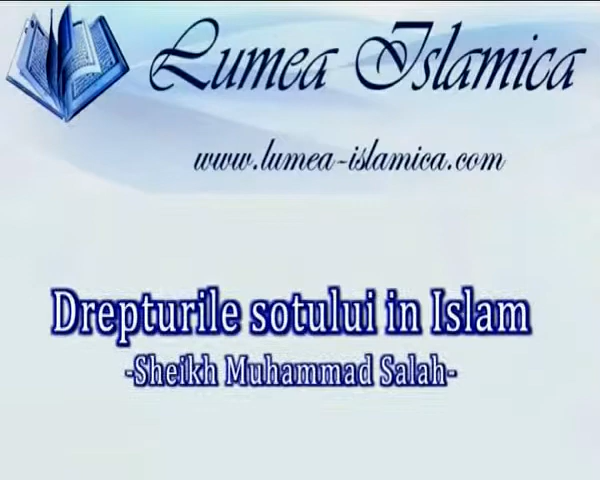 Lumea Islamica
www.lumea-islamica.com
Drepturile sotului in Islam
-Sheikh Muhammad Salah-